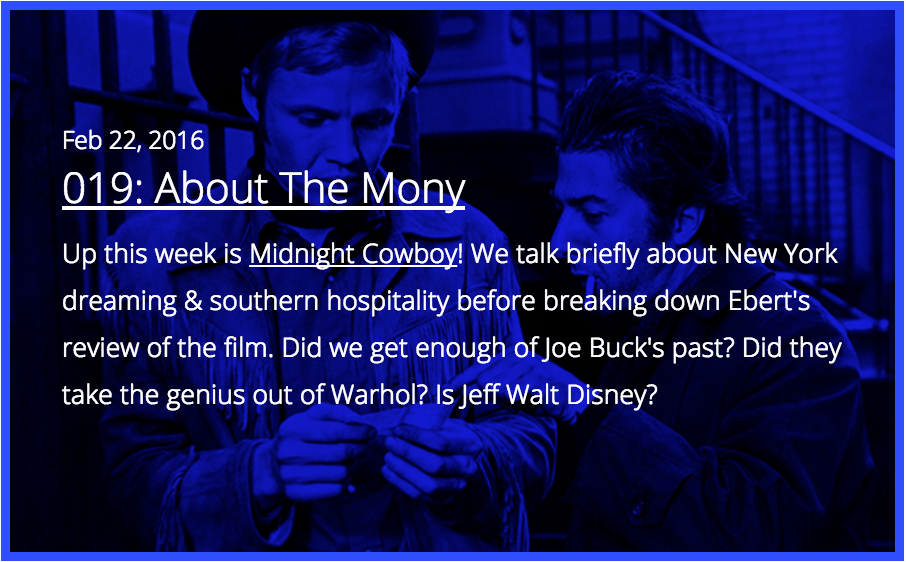 Feb 22, 2016
019: About The Mony
Up this week is Midnight Cowboy! We talk briefly about New York
dreaming & southern hospitality before breaking down Ebert's
review of the film. Did we get enough of Joe Buck's past? Did they
take the genius out of Warhol? Is Jeff Walt Disney?